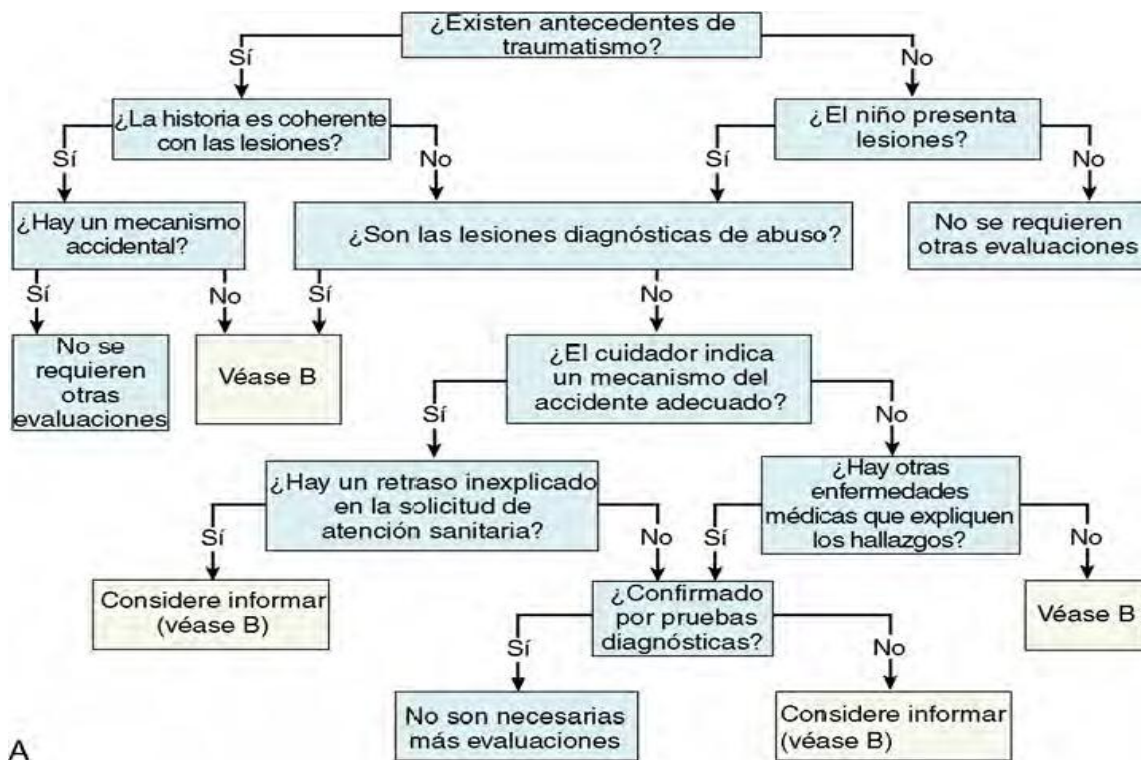 ¿Existen antecedentes de
traumatismo?
Sí
No
¿La historia es coherente
con las lesiones?
¿El niño presenta
lesiones?
Sí
No
Sí
No
¿Hay un mecanismo
accidental?
¿Son las lesiones diagnósticas de abuso?
No se requieren
otras evaluaciones
Sí
No
Sí
No
No se
requieren
otras
evaluaciones
Véase B
¿El cuidador indica
un mecanismo del
accidente adecuado?
Sí
No
¿Hay un retraso inexplicado
en la solicitud de
atención sanitaria?
¿Hay otras
enfermedades
médicas que expliquen
los hallazgos?
Sí
No
Sí
No
Considere informar
(véase B)
¿Confirmado
por pruebas
diagnósticas?
Véase B
Sí
No
No son necesarias
más evaluaciones
Considere informar
(véase B)
A